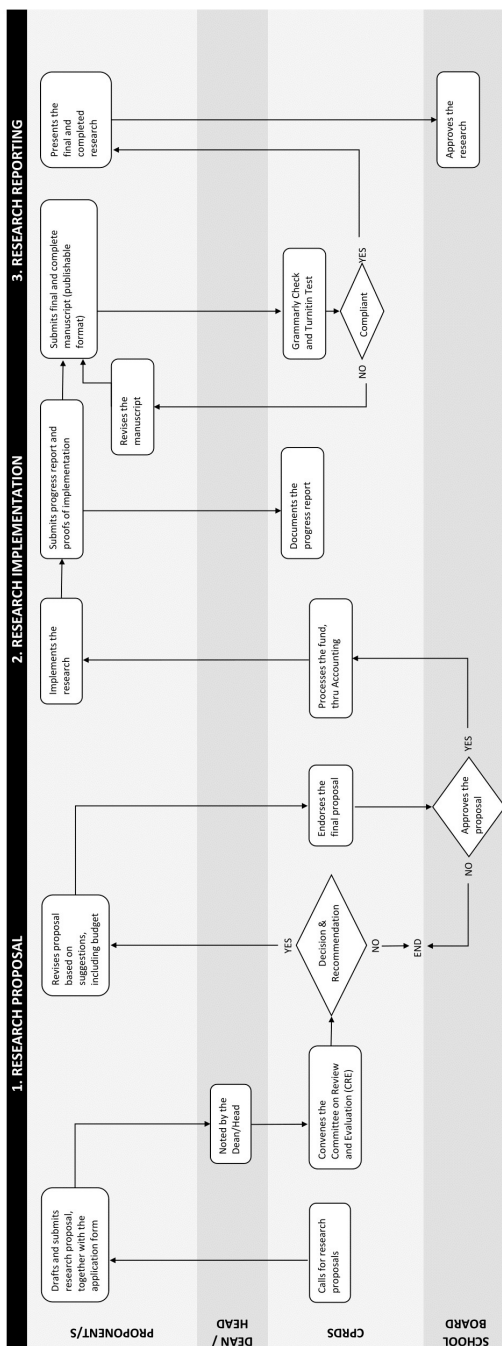 1. RESEARCH PROPOSAL
2. RESEARCH IMPLEMENTATION
3. RESEARCH REPORTING
PROPONENT/S
Drafts and submits
research proposal,
together with the
application form
Revises proposal
based on
suggestions,
including budget
Implements the
research
Submits progress report and
proofs of implementation
Revises the
manuscript
Submits final and complete
manuscript (publishable
format)
Presents the
final and
completed
research
DEAN /
HEAD
Noted by the
Dean/Head
CPRDS
Calls for research
proposals
Convenes the
Committee on Review
and Evaluation (CRE)
YES
Decision &
Recommendation
NO
Endorses the
final proposal
Processes the fund,
thru Accounting
Documents the
progress report
Grammarly Check
and Turnitin Test
NO
Compliant
YES
SCHOOL
BOARD
END
NO
Approves the
proposal
YES
Approves the
research